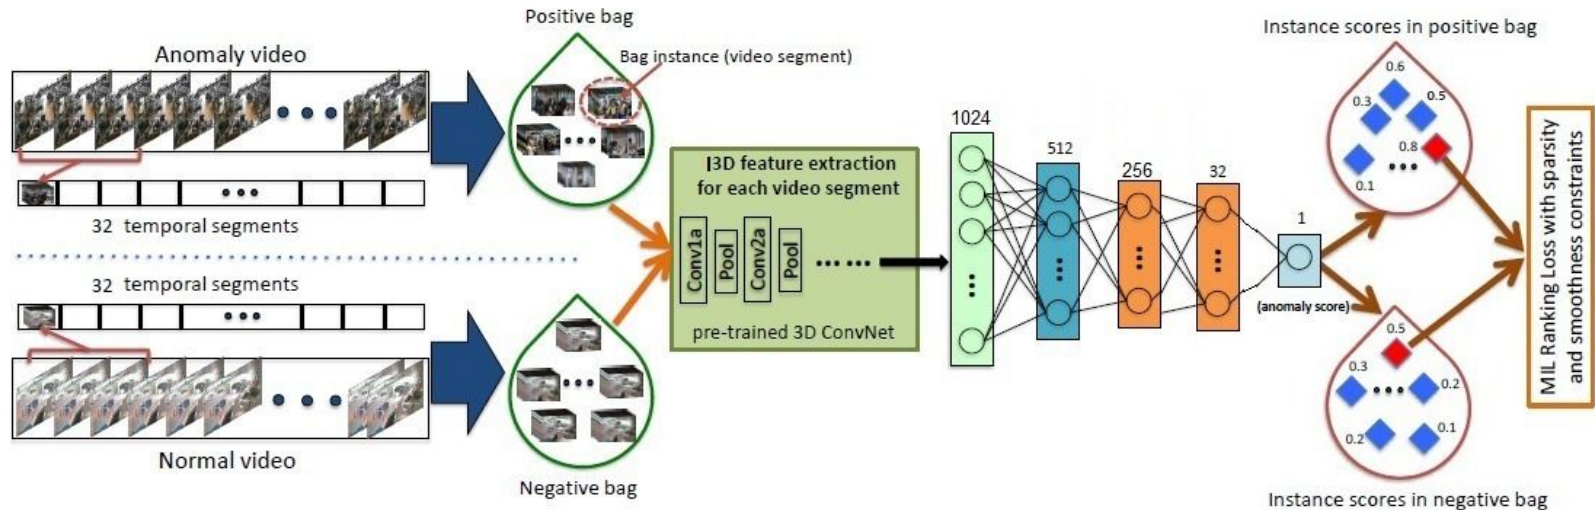 Anomaly video
32 temporal segments
32 temporal segments
Normal video
Positive bag
Bag instance (video segment)
Negative bag
I3D feature extraction
for each video segment
Conv1a
Pool
Conv2a
Pool
pre-trained 3D ConvNet
1024
512
256
32
1
(anomaly score)
Instance scores in positive bag
0.6
0.3
0.5
0.8
0.1
0.5
0.3
0.2
0.2
0.1
Instance scores in negative bag
MIL Ranking Loss with sparsity
and smoothness constraints